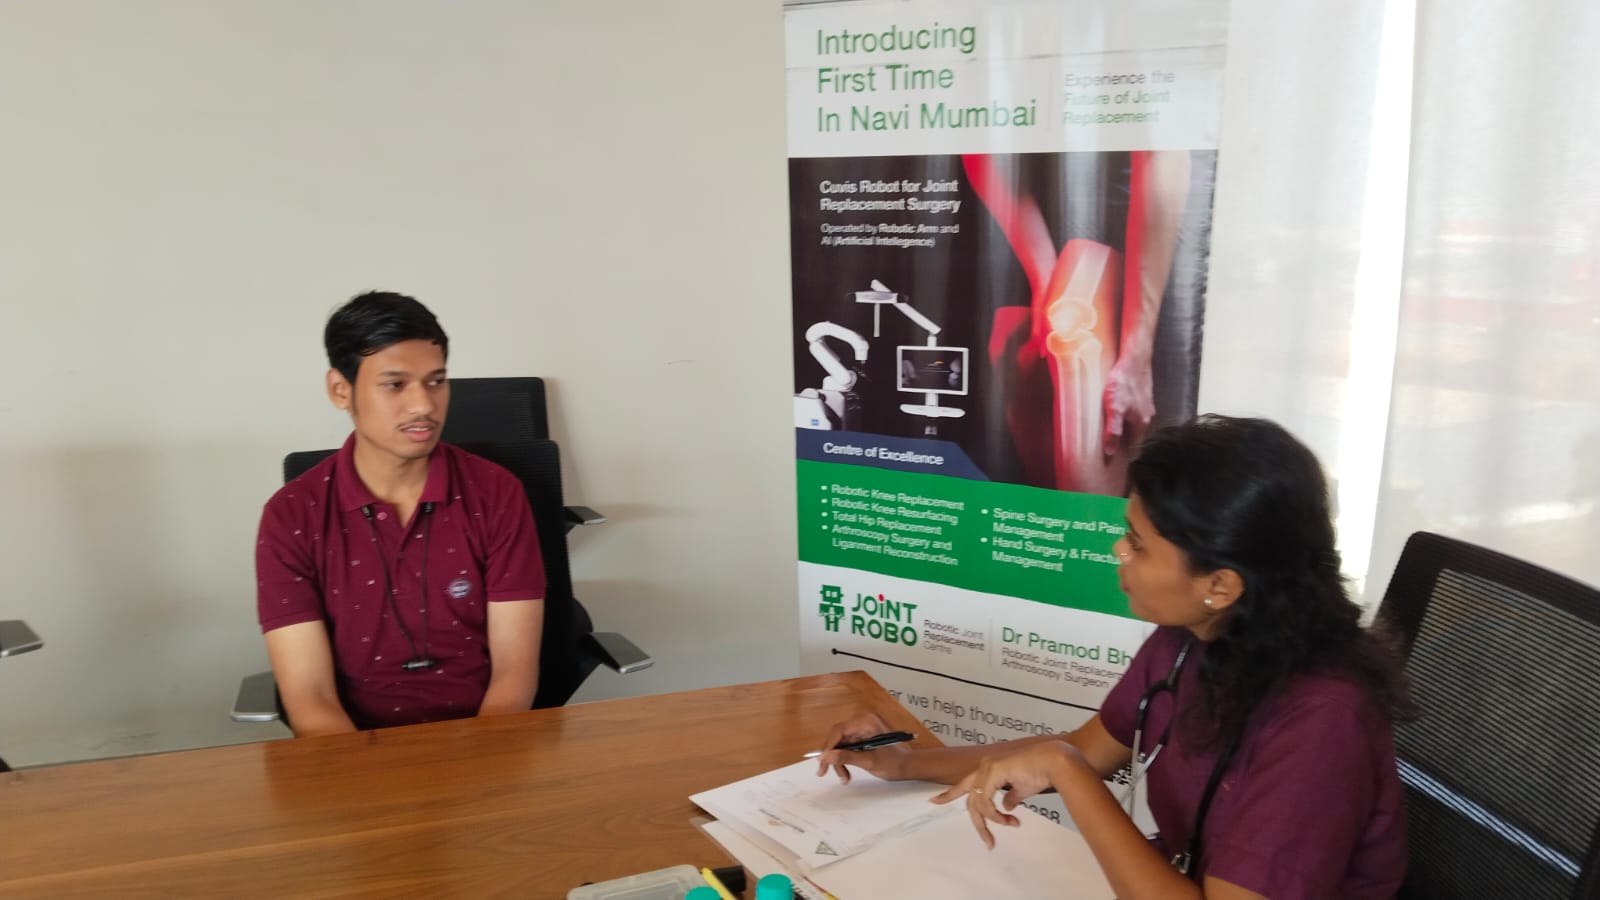 Introducing
First Time
In Navi Mumbai
Experience the
Future of Joint
Replacement
Cuvis Robot for Joint
Replacement Surgery
Operated by Robotic Arm and
AI (Artificial Intellegence)
Centre of Excellence
• Robotic Knee Replacement
• Robotic Knee Resurfacing
• Total Hip Replacement
• Arthroscopy Surgery and
Liganment Reconstruction
• Spine Surgery and Pain
Management
• Hand Surgery & Fractu
Management
JOiNT
ROBO
Robotic Joint
Replacement
Centre
Dr Pramod Bh
Robotic Joint Replacem
Arthroscopy Surgeon
er we help thousands
can help